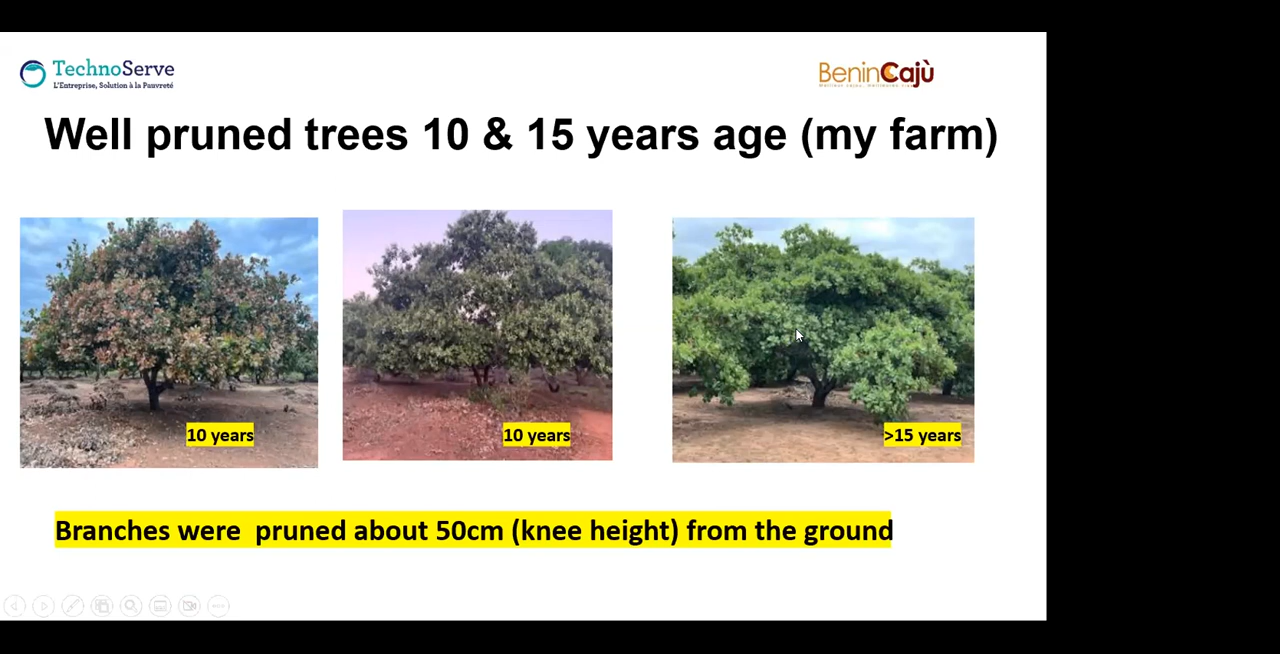 TechnoServe
L'Entreprise, Solution à la Pauvreté
BeninCajù
Well pruned trees 10 & 15 years age (my farm)
10 years
10 years
>15 years
Branches were  pruned about 50cm (knee height) from the ground